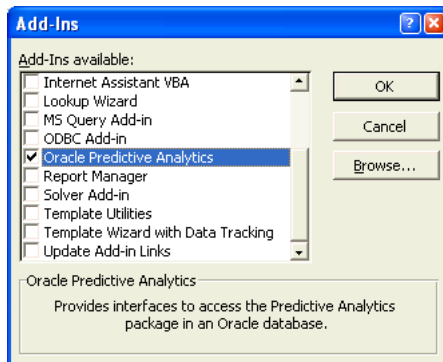 Add-Ins
Add-Ins available:
Internet Assistant VBA
Lookup Wizard
MS Query Add-in
ODBC Add-in
Oracle Predictive Analytics
Report Manager
Solver Add-in
Template Utilities
Template Wizard with Data Tracking
Update Add-in Links
OK
Cancel
Browse...
Oracle Predictive Analytics
Provides interfaces to access the Predictive Analytics
package in an Oracle database.